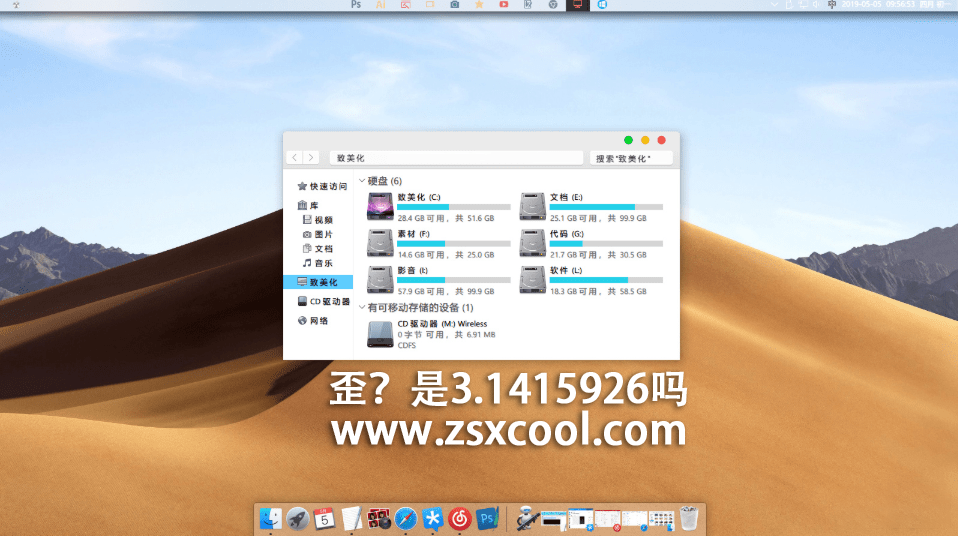 Ps Ai
中 2019-05-05 09:56:53 四月 初一
致美化
搜索"致美化"
快速访问
库
视频
图片
文档
音乐
致美化
CD 驱动器
网络
硬盘 (6)
致美化 (C:)
28.4 GB 可用, 共 51.6 GB
文档 (E:)
25.1 GB 可用, 共 99.9 GB
素材 (F:)
14.6 GB 可用, 共 25.0 GB
代码 (G:)
21.7 GB 可用, 共 30.5 GB
影音 (I:)
57.9 GB 可用, 共 99.9 GB
软件 (L:)
18.3 GB 可用, 共 58.5 GB
有可移动存储的设备 (1)
CD 驱动器 (M:) Wireless
0 字节 可用, 共 6.91 MB
CDFS
歪？是3.1415926吗
www.zsxcool.com
5
Ps